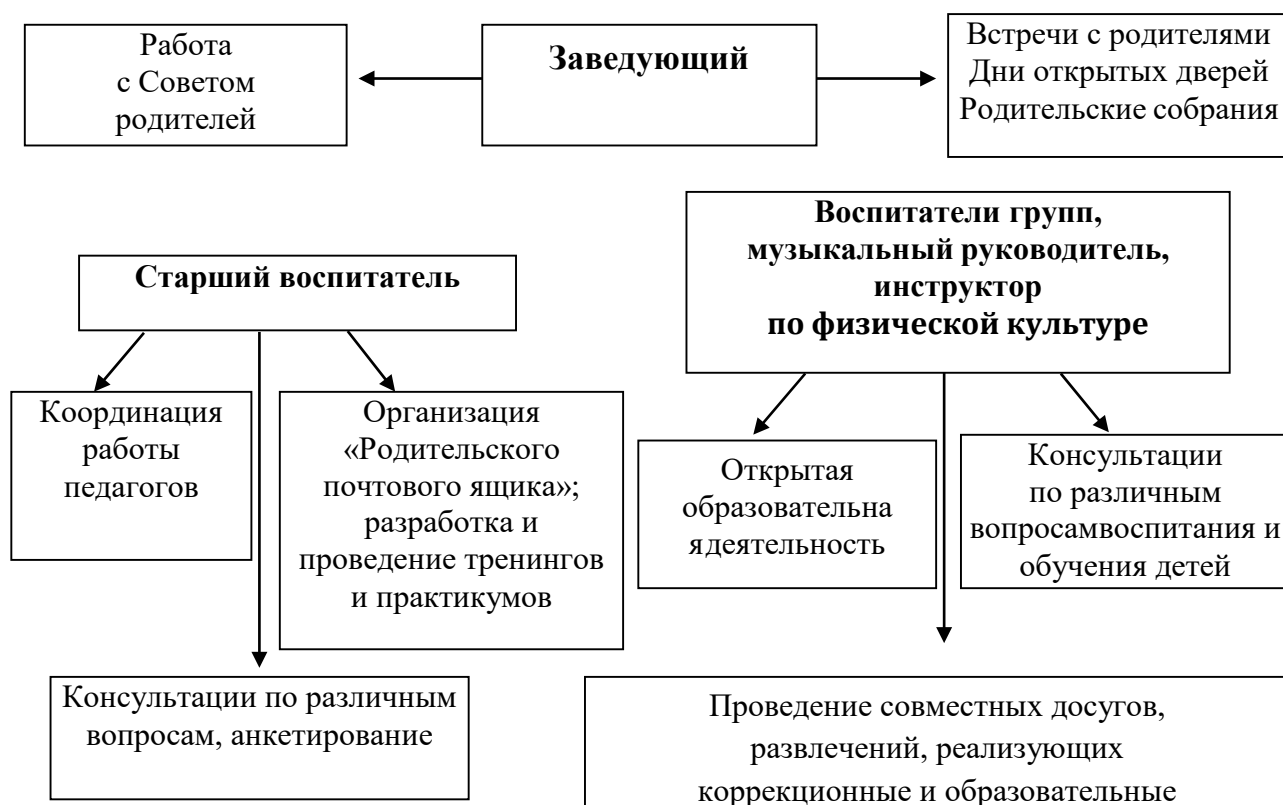 Работа
с Советом
родителей
Заведующий
Встречи с родителями
Дни открытых дверей
Родительские собрания
Старший воспитатель
Воспитатели групп,
музыкальный руководитель,
инструктор
по физической культуре
Координация
работы
педагогов
Организация
«Родительского
почтового ящика»;
разработка и
проведение тренингов
и практикумов
Открытая
образовательна
ядеятельность
Консультации
по различным
вопросамвоспитания и
обучения детей
Консультации по различным
вопросам, анкетирование
Проведение совместных досугов,
развлечений, реализующих
коррекционные и образовательные